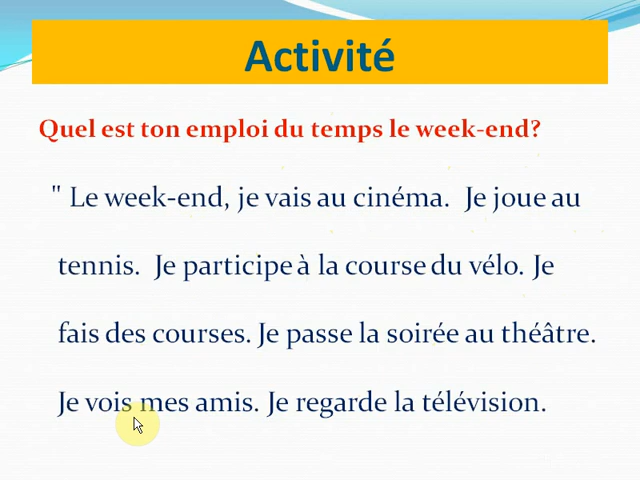 Activité
Quel est ton emploi du temps le week-end?
" Le week-end, je vais au cinéma. Je joue au
tennis. Je participe à la course du vélo. Je
fais des courses. Je passe la soirée au théâtre.
Je vois mes amis. Je regarde la télévision.